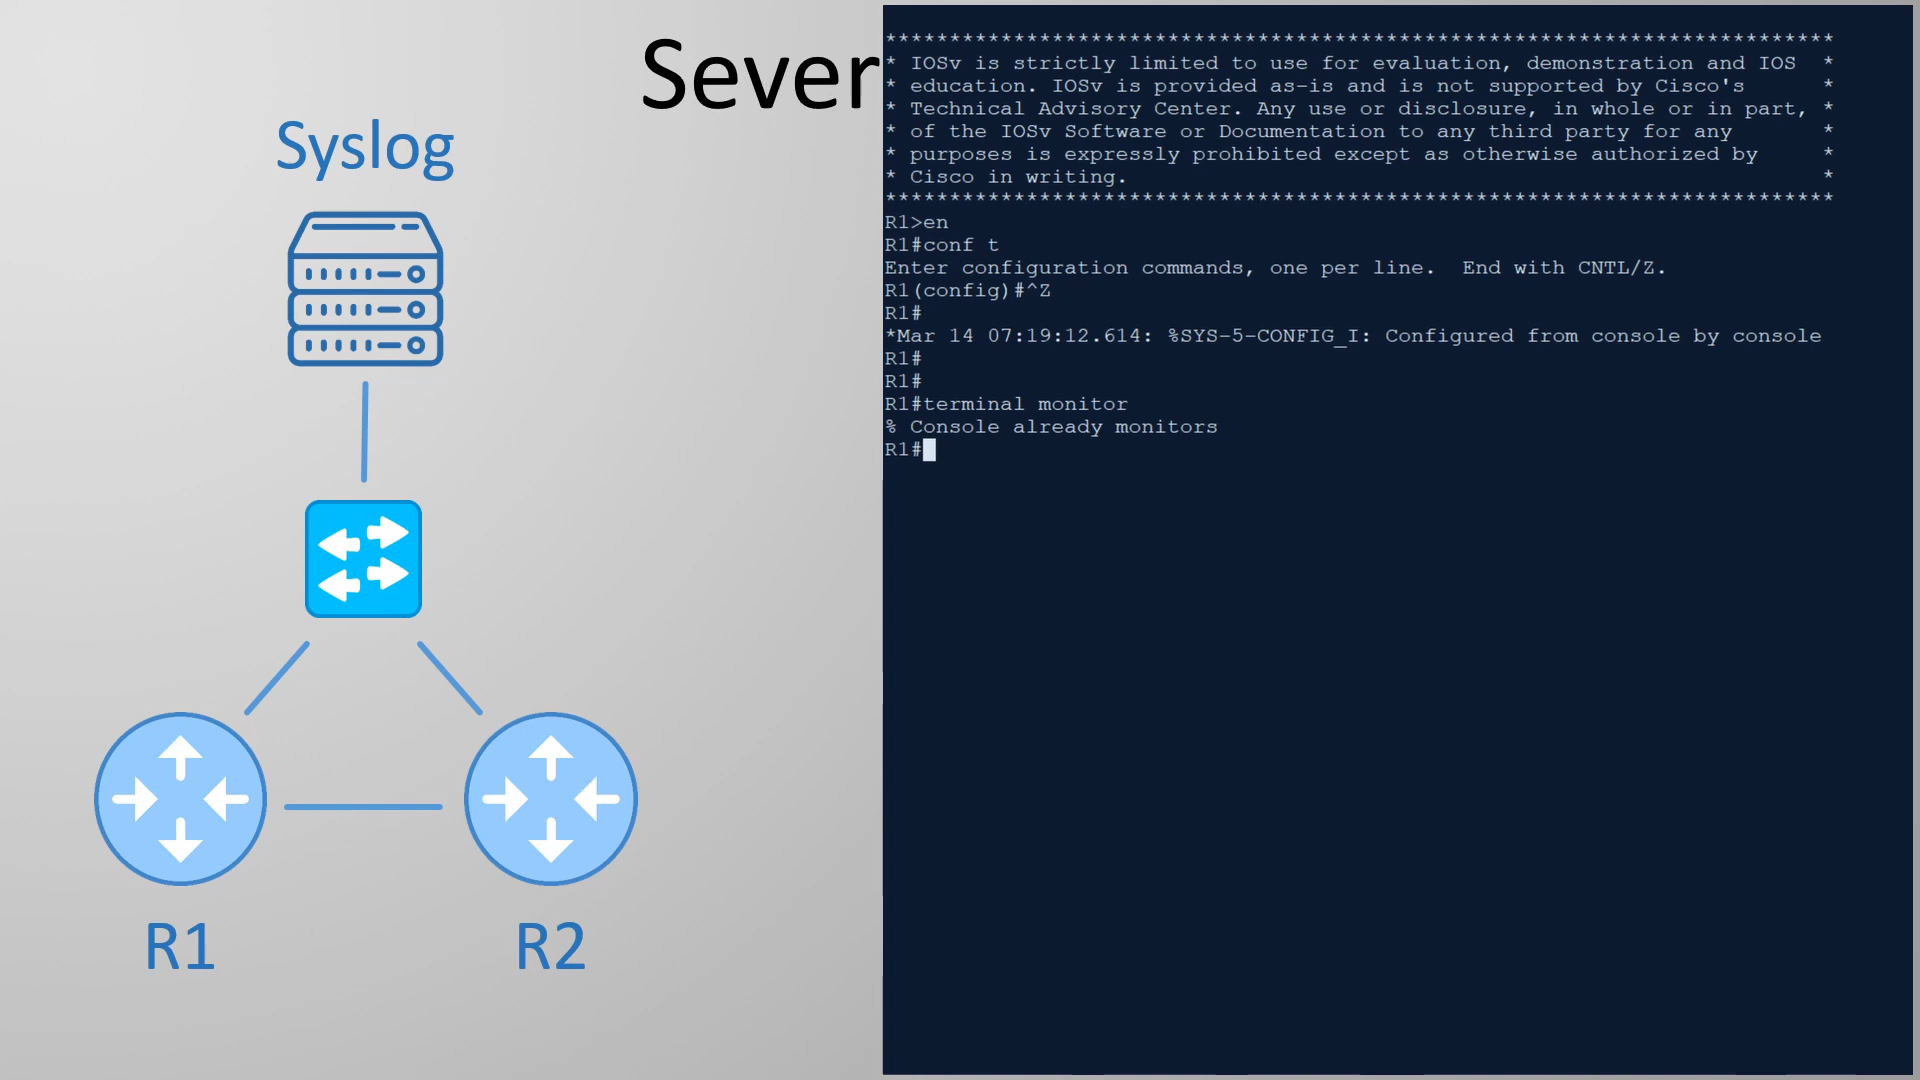 Sever
Syslog
R1
R2
**************************************************************************
* IOSv is strictly limited to use for evaluation, demonstration and IOS  *
* education. IOSv is provided as-is and is not supported by Cisco's      *
* Technical Advisory Center. Any use or disclosure, in whole or in part, *
* of the IOSv Software or Documentation to any third party for any       *
* purposes is expressly prohibited except as otherwise authorized by     *
* Cisco in writing.                                                      *
**************************************************************************
R1>en
R1#conf t
Enter configuration commands, one per line.  End with CNTL/Z.
R1(config)#^Z
R1#
*Mar 14 07:19:12.614: %SYS-5-CONFIG_I: Configured from console by console
R1#
R1#
R1#terminal monitor
% Console already monitors
R1#